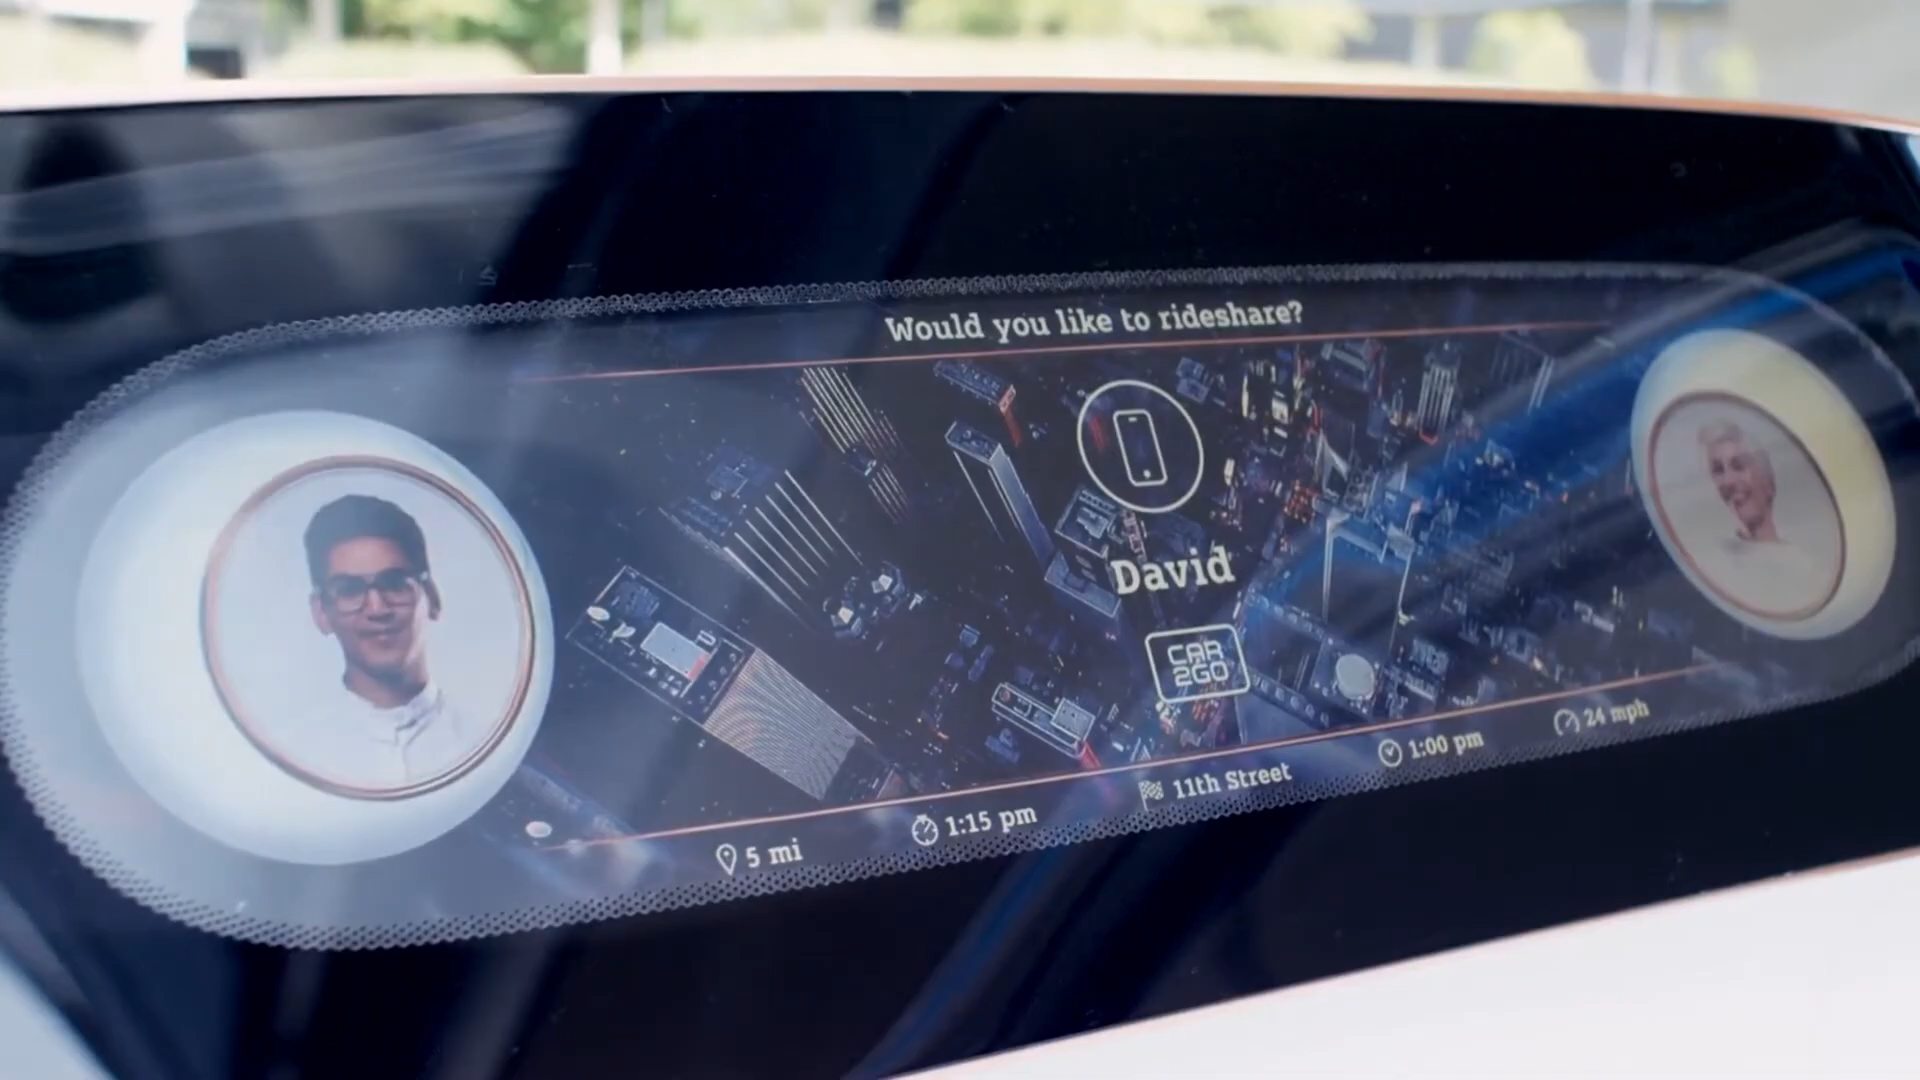 Would you like to rideshare?
David
CAR
2GO
5 mi
1:15 pm
11th Street
1:00 pm
24 mph